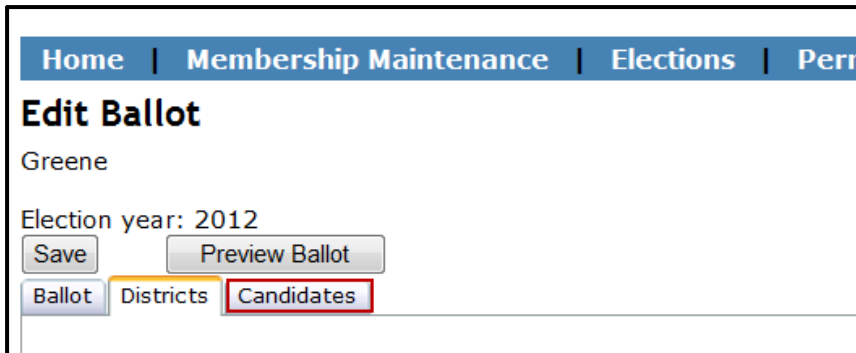 Home | Membership Maintenance | Elections |
Edit Ballot
Greene
Election year: 2012
Save Preview Ballot
Ballot Districts Candidates